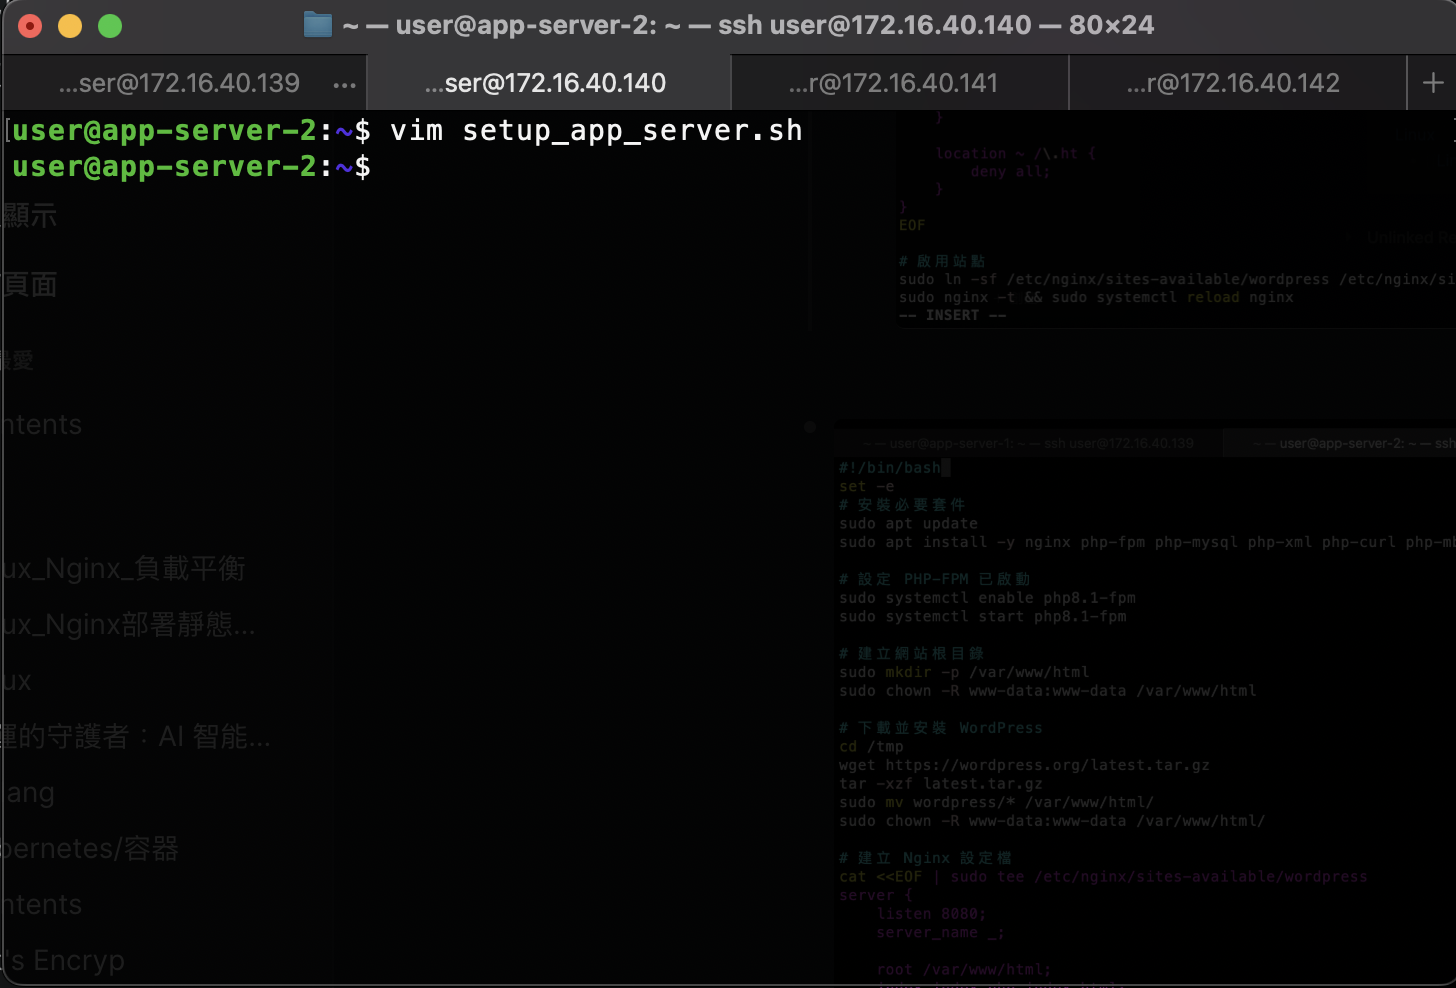 ~ — user@app-server-2: ~ — ssh user@172.16.40.140 — 80×24
...ser@172.16.40.139 ...
...ser@172.16.40.140
...r@172.16.40.141
...r@172.16.40.142
+
[user@app-server-2:~$ vim setup_app_server.sh
user@app-server-2:~$
顯示
頁面
最愛
ntents
ux_Nginx_負載平衡
ux_Nginx部署靜態...
ux
的守護者：AI 智能...
ang
bernetes/容器
ntents
's Encryp
}
location ~ /\.ht {
deny all;
}
}
EOF
# 啟用站點
sudo ln -sf /etc/nginx/sites-available/wordpress /etc/nginx/si
sudo nginx -t && sudo systemctl reload nginx
-- INSERT --
~ — user@app-server-1: ~ — ssh user@172.16.40.139
~ — user@app-server-2: ~ — ssh
#!/bin/bash
set -e
# 安裝必要套件
sudo apt update
sudo apt install -y nginx php-fpm php-mysql php-xml php-curl php-mb
# 設定 PHP-FPM 已啟動
sudo systemctl enable php8.1-fpm
sudo systemctl start php8.1-fpm
# 建立網站根目錄
sudo mkdir -p /var/www/html
sudo chown -R www-data:www-data /var/www/html
# 下載並安裝 WordPress
cd /tmp
wget https://wordpress.org/latest.tar.gz
tar -xzf latest.tar.gz
sudo mv wordpress/* /var/www/html/
sudo chown -R www-data:www-data /var/www/html/
# 建立 Nginx 設定檔
cat <<EOF | sudo tee /etc/nginx/sites-available/wordpress
server {
listen 8080;
server_name _;
root /var/www/html;